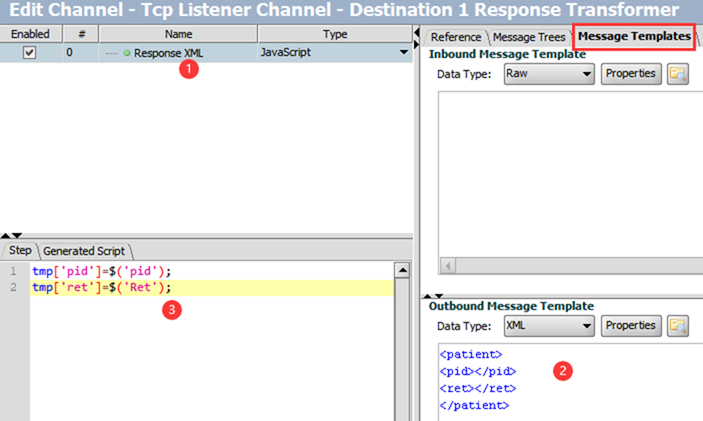 Edit Channel - Tcp Listener Channel - Destination 1 Response Transformer
Enabled # Name Type
0 Response XML JavaScript
1
Reference Message Trees Message Templates
Inbound Message Template
Data Type: Raw Properties
Step Generated Script
1 tmp['pid']=$('pid');
2 tmp['ret']=$('Ret');
3
Outbound Message Template
Data Type: XML Properties
<patient>
<pid></pid>
<ret></ret>
</patient>
2